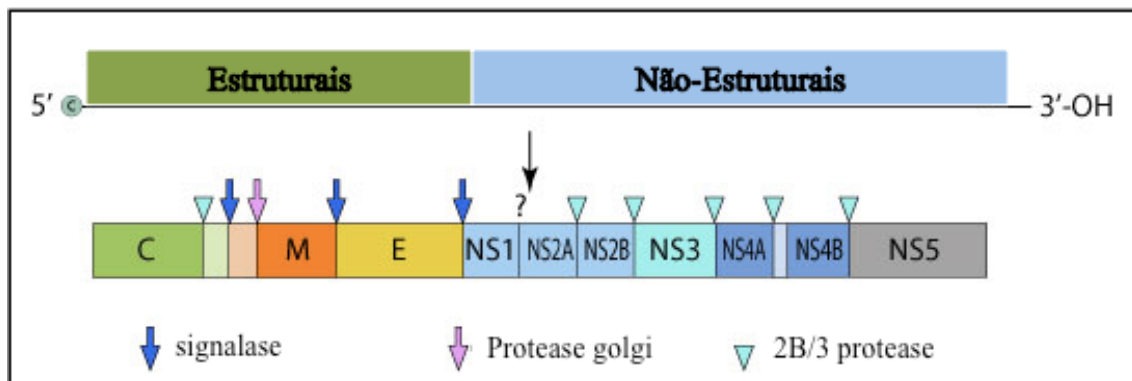 Estruturais Não-Estruturais
5' C 3'-OH
?
C M E NS1 NS2A NS2B NS3 NS4A NS4B NS5
signalase Protease golgi 2B/3 protease